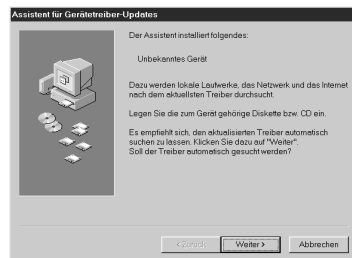 Assistent für Gerätetreiber-Updates
Der Assistent installiert folgendes:
Unbekanntes Gerät
Dazu werden lokale Laufwerke, das Netzwerk und das Internet
nach dem aktuellsten Treiber durchsucht.
Legen Sie die zum Gerät gehörige Diskette bzw. CD ein.
Es empfiehlt sich, den aktualisierten Treiber automatisch
suchen zu lassen. Klicken Sie dazu auf "Weiter".
Soll der Treiber automatisch gesucht werden?
< Zurück
Weiter >
Abbrechen